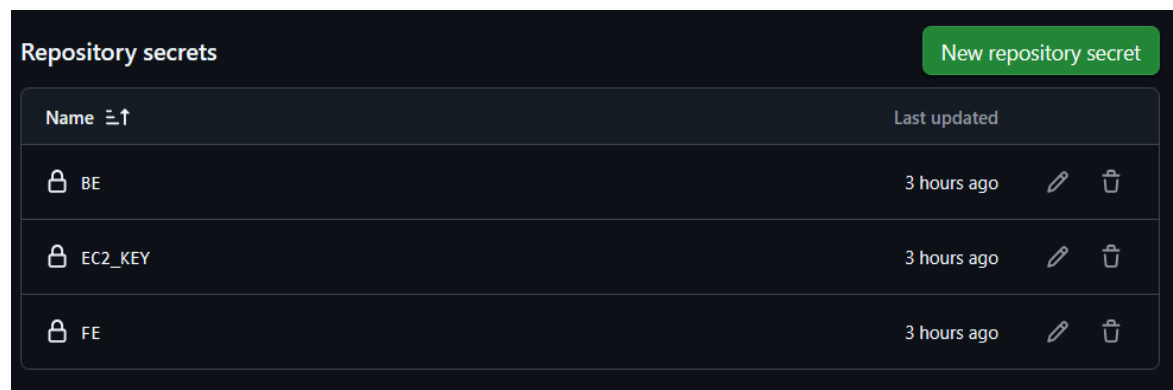 Repository secrets New repository secret
Name Last updated
BE 3 hours ago
EC2_KEY 3 hours ago
FE 3 hours ago